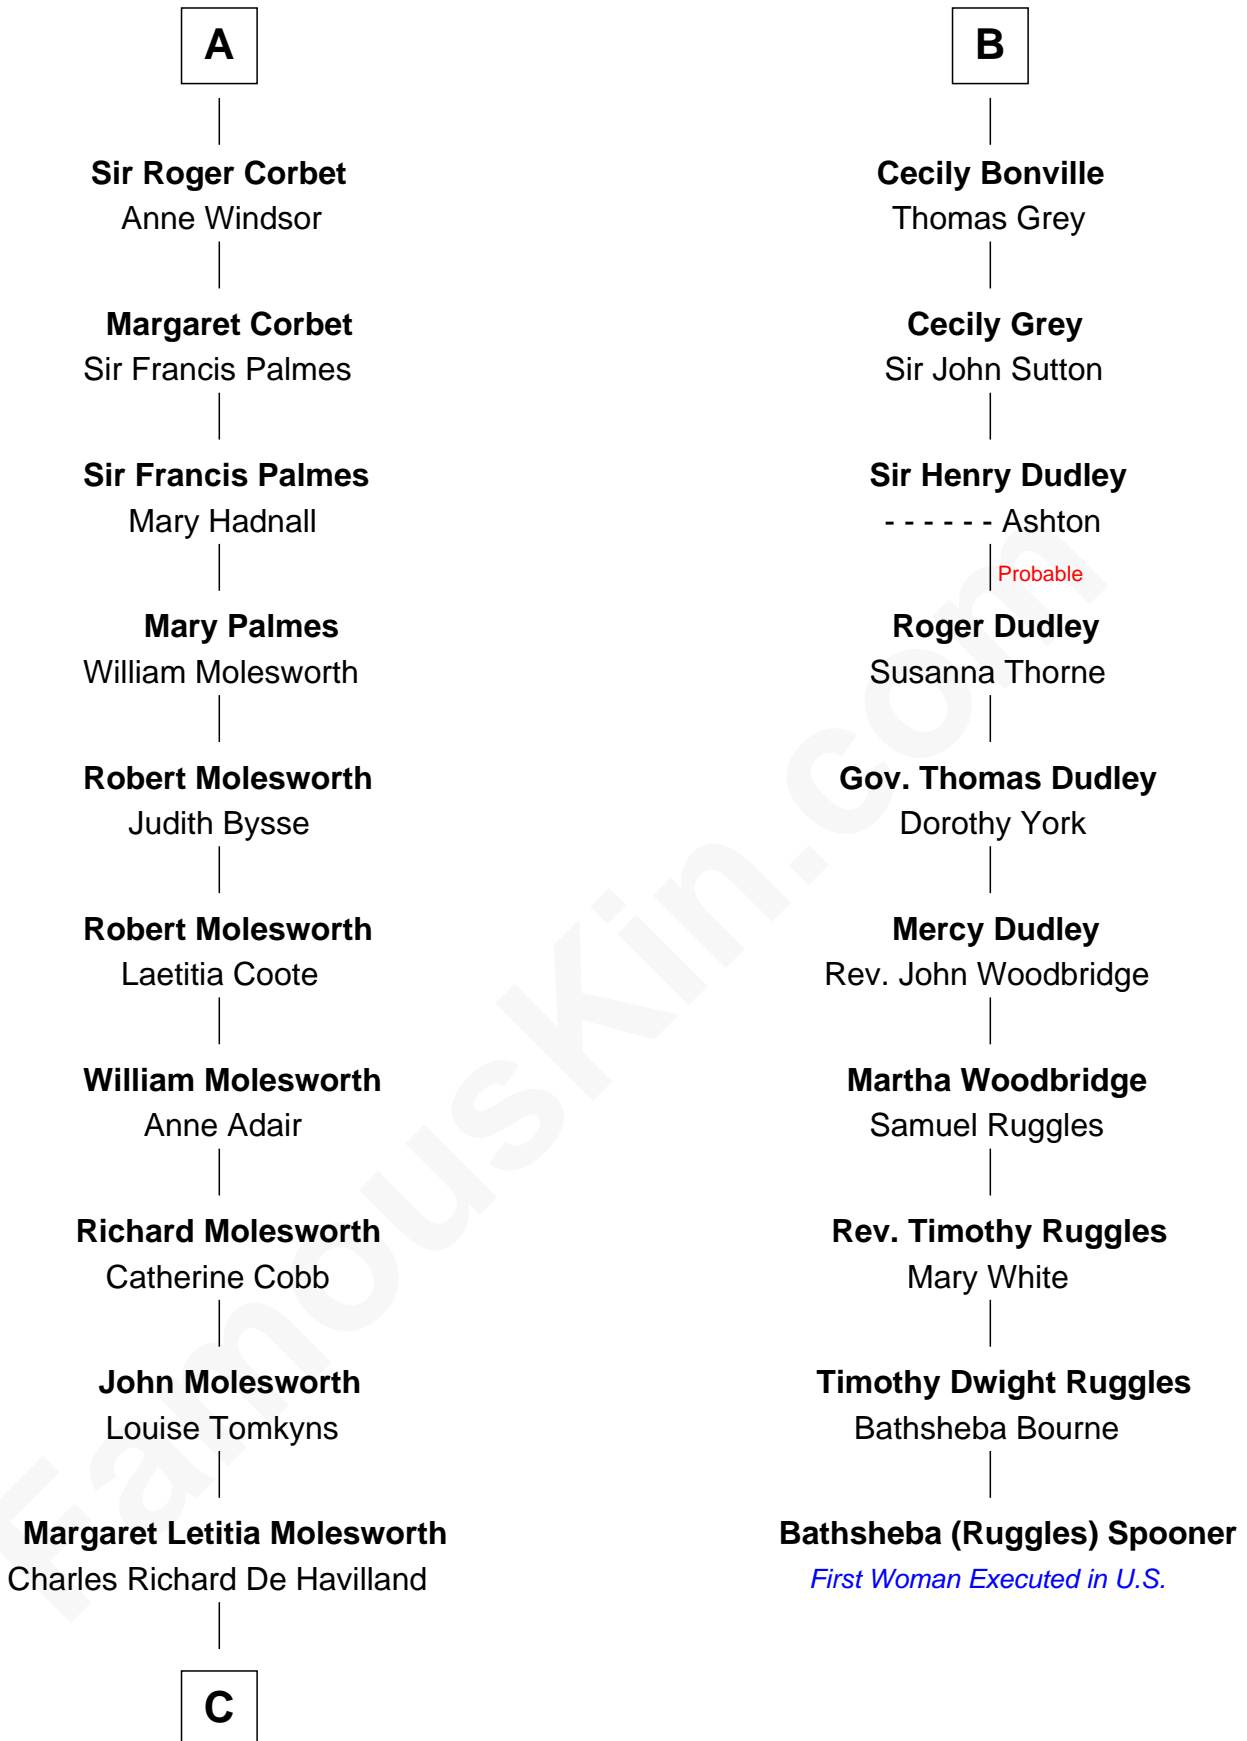 A
Sir Roger Corbet
Anne Windsor
Margaret Corbet
Sir Francis Palmes
Sir Francis Palmes
Mary Hadnall
Mary Palmes
William Molesworth
Robert Molesworth
Judith Bysse
Robert Molesworth
Laetitia Coote
William Molesworth
Anne Adair
Richard Molesworth
Catherine Cobb
John Molesworth
Louise Tomkyns
Margaret Letitia Molesworth
Charles Richard De Havilland
C
B
Cecily Bonville
Thomas Grey
Cecily Grey
Sir John Sutton
Sir Henry Dudley
- - - - - - Ashton
Probable
Roger Dudley
Susanna Thorne
Gov. Thomas Dudley
Dorothy York
Mercy Dudley
Rev. John Woodbridge
Martha Woodbridge
Samuel Ruggles
Rev. Timothy Ruggles
Mary White
Timothy Dwight Ruggles
Bathsheba Bourne
Bathsheba (Ruggles) Spooner
First Woman Executed in U.S.
FamousKin.com